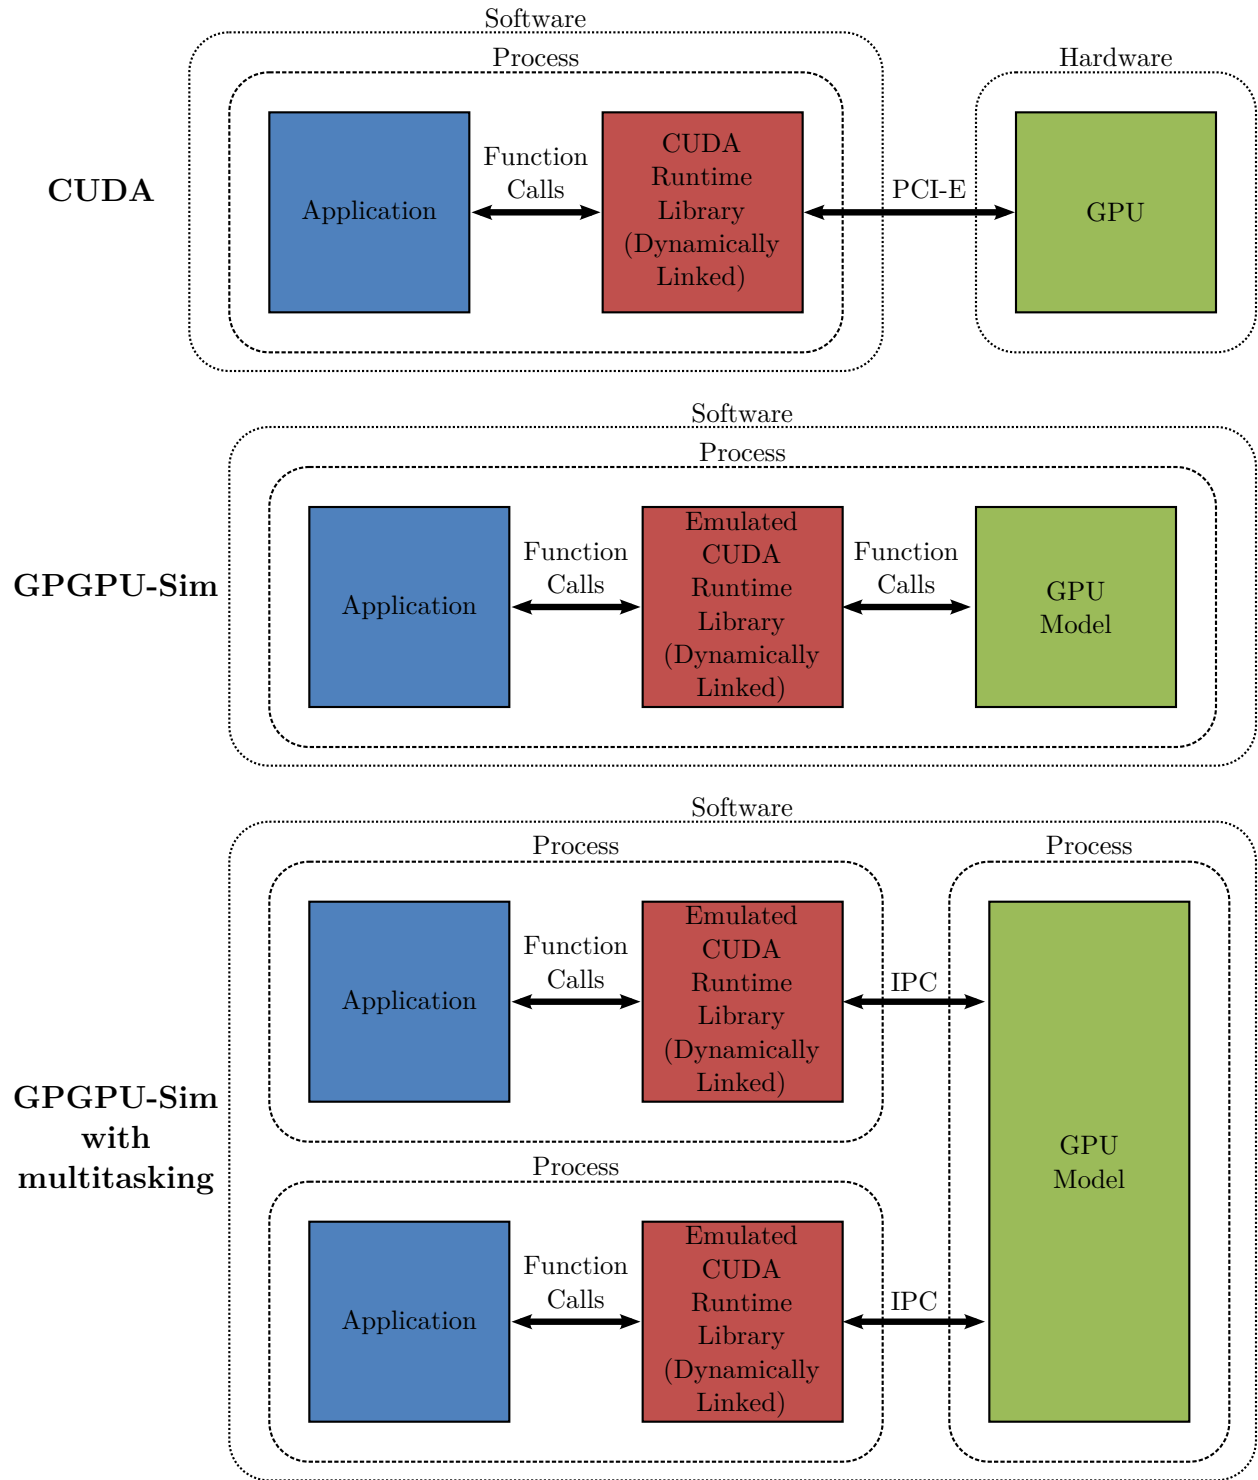 Software
Process
Hardware
CUDA
Application
Function
Calls
CUDA
Runtime
Library
(Dynamically
Linked)
PCI-E
GPU
Software
Process
GPGPU-Sim
Application
Function
Calls
Emulated
CUDA
Runtime
Library
(Dynamically
Linked)
Function
Calls
GPU
Model
Software
Process
Process
GPGPU-Sim
with
multitasking
Application
Function
Calls
Emulated
CUDA
Runtime
Library
(Dynamically
Linked)
IPC
GPU
Model
Process
Application
Function
Calls
Emulated
CUDA
Runtime
Library
(Dynamically
Linked)
IPC